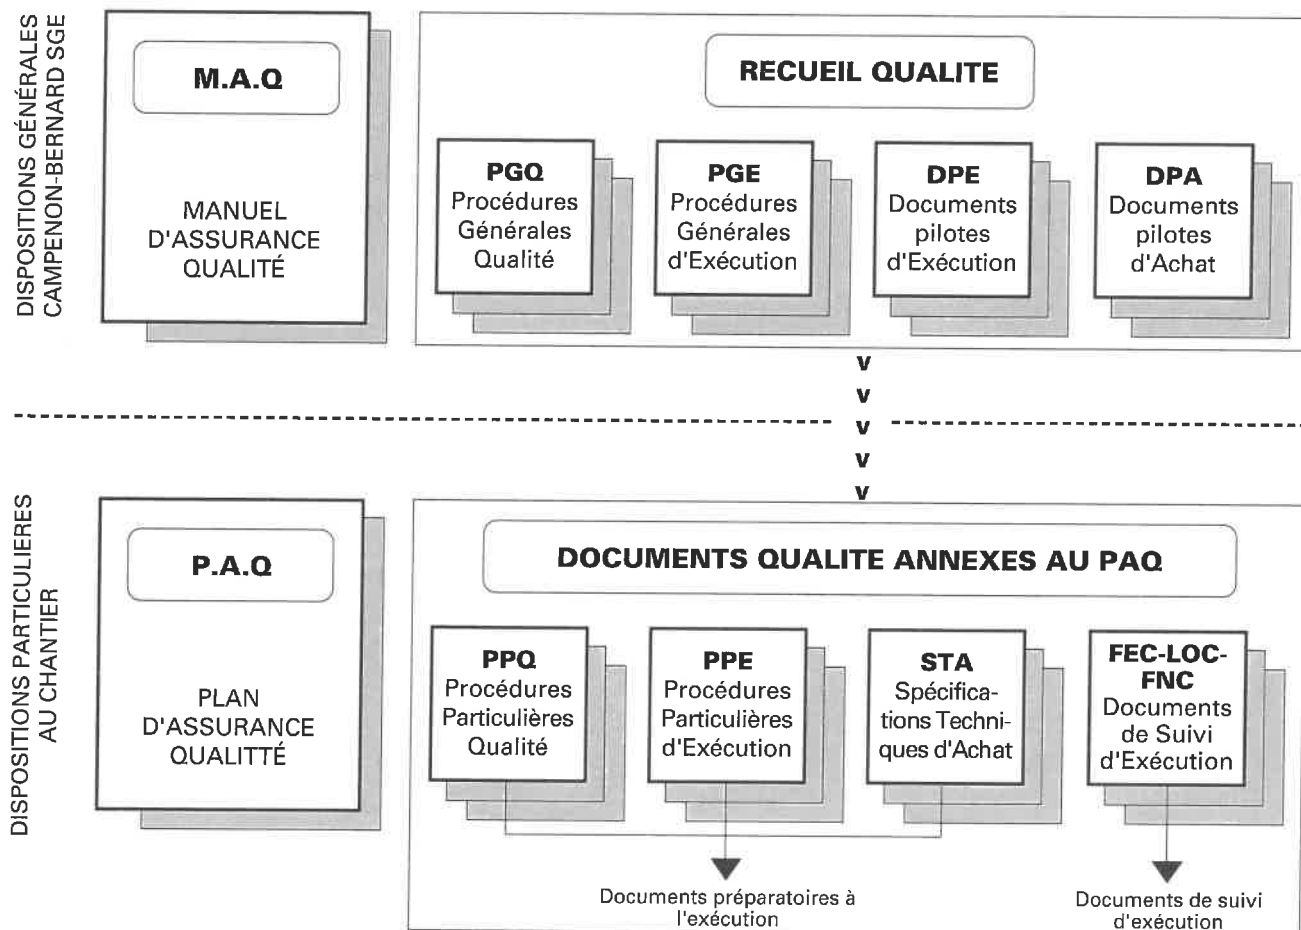 DISPOSITIONS GÉNÉRALES
CAMPENON-BERNARD SGE
M.A.Q
MANUEL
D'ASSURANCE
QUALITÉ
RECUEIL QUALITE
PGQ
Procédures
Générales
Qualité
PGE
Procédures
Générales
d'Exécution
DPE
Documents
pilotes
d'Exécution
DPA
Documents
pilotes
d'Achat
v
v
v
v
v
DISPOSITIONS PARTICULIERES
AU CHANTIER
P.A.Q
PLAN
D'ASSURANCE
QUALITTÉ
DOCUMENTS QUALITE ANNEXES AU PAQ
PPQ
Procédures
Particulières
Qualité
PPE
Procédures
Particulières
d'Exécution
STA
Spécifica-
tions Techni-
ques d'Achat
FEC-LOC-
FNC
Documents
de Suivi
d'Exécution
Documents préparatoires à
l'exécution
Documents de suivi
d'exécution